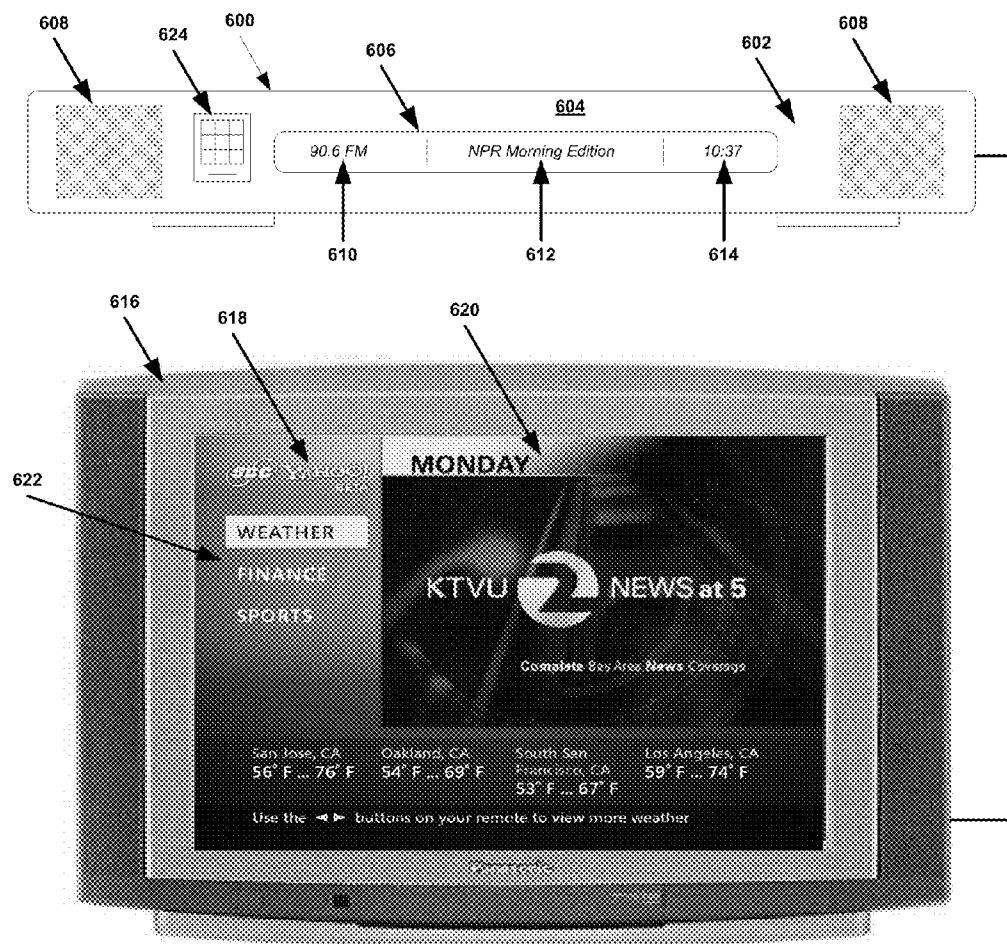 608 624 600 606 602 608
604
90.6 FM NPR Morning Edition 10:37
610 612 614
616 618 620
622
MONDAY
WEATHER
FINANCE
SPORTS
KTVU 2 NEWS at 5
Complete Bay Area News Coverage
San Jose, CA Oakland, CA South San Los Angeles, CA
56° F ... 76° F 54° F ... 69° F Francisco, CA 59° F ... 74° F
53° F ... 67° F
Use the ◄ ► buttons on your remote to view more weather